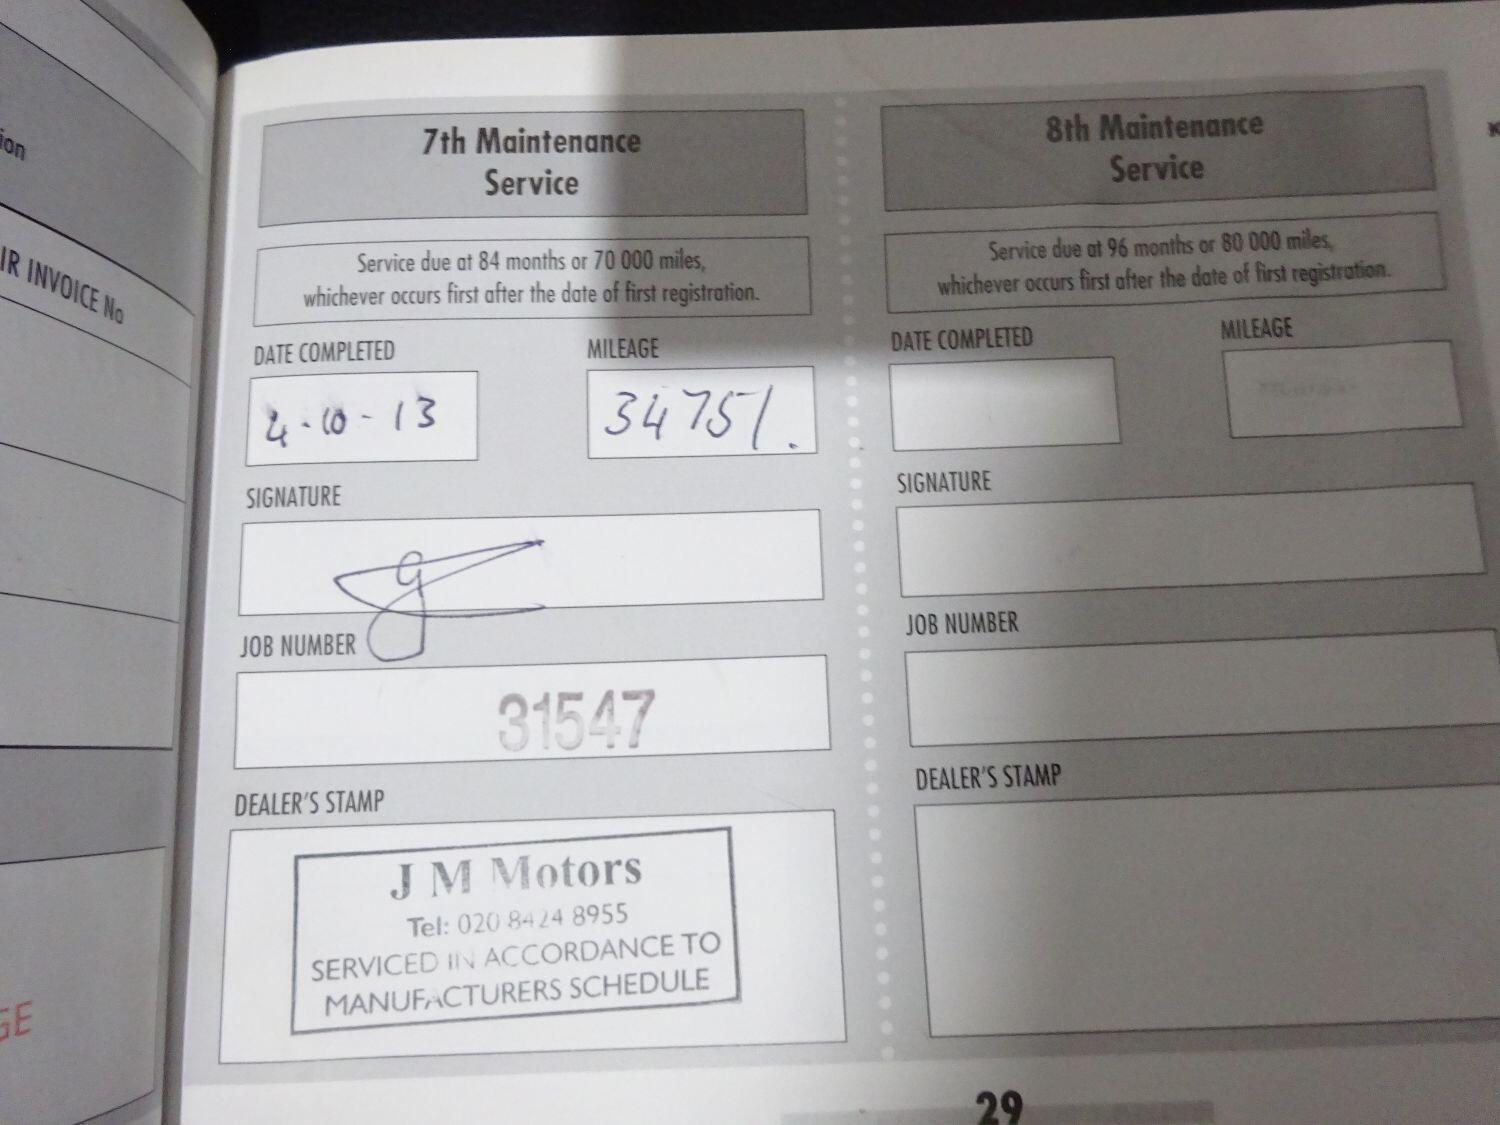 ion
IR INVOICE No
GE
7th Maintenance
Service
Service due at 84 months or 70 000 miles,
whichever occurs first after the date of first registration.
DATE COMPLETED
MILEAGE
4-10-13
34751.
SIGNATURE
JOB NUMBER
31547
DEALER'S STAMP
J M Motors
Tel: 020 8424 8955
SERVICED IN ACCORDANCE TO
MANUFACTURERS SCHEDULE
8th Maintenance
Service
Service due at 96 months or 80 000 miles,
whichever occurs first after the date of first registration.
DATE COMPLETED
MILEAGE
SIGNATURE
JOB NUMBER
DEALER'S STAMP
29